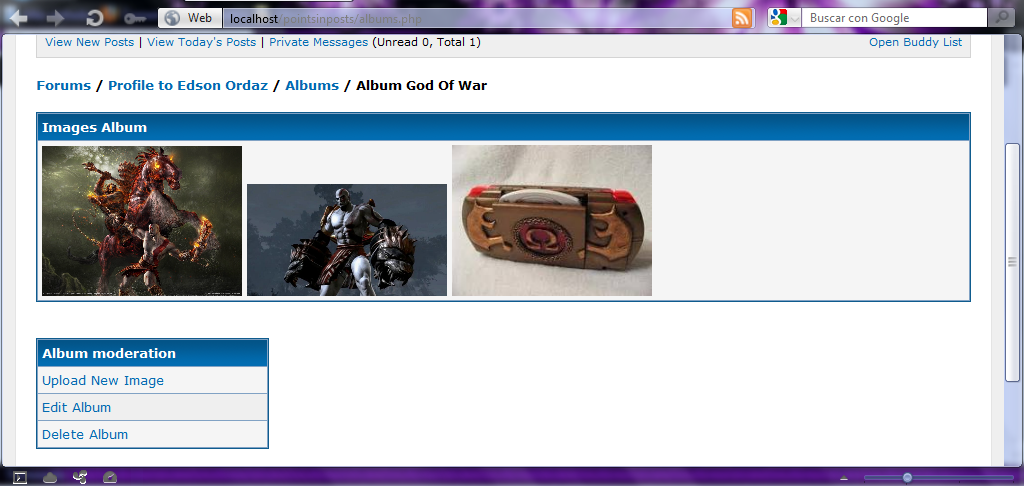 Web localhost/pointsinposts/albums.php Buscar con Google
View New Posts | View Today's Posts | Private Messages (Unread 0, Total 1) Open Buddy List
Forums / Profile to Edson Ordaz / Albums / Album God Of War
Images Album
Album moderation
Upload New Image
Edit Album
Delete Album